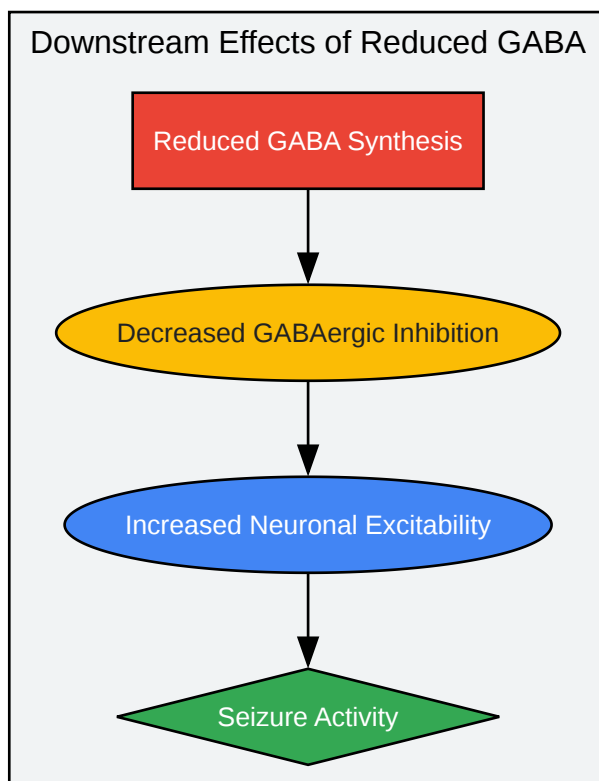 Downstream Effects of Reduced GABA
Reduced GABA Synthesis
Decreased GABAergic Inhibition
Increased Neuronal Excitability
Seizure Activity